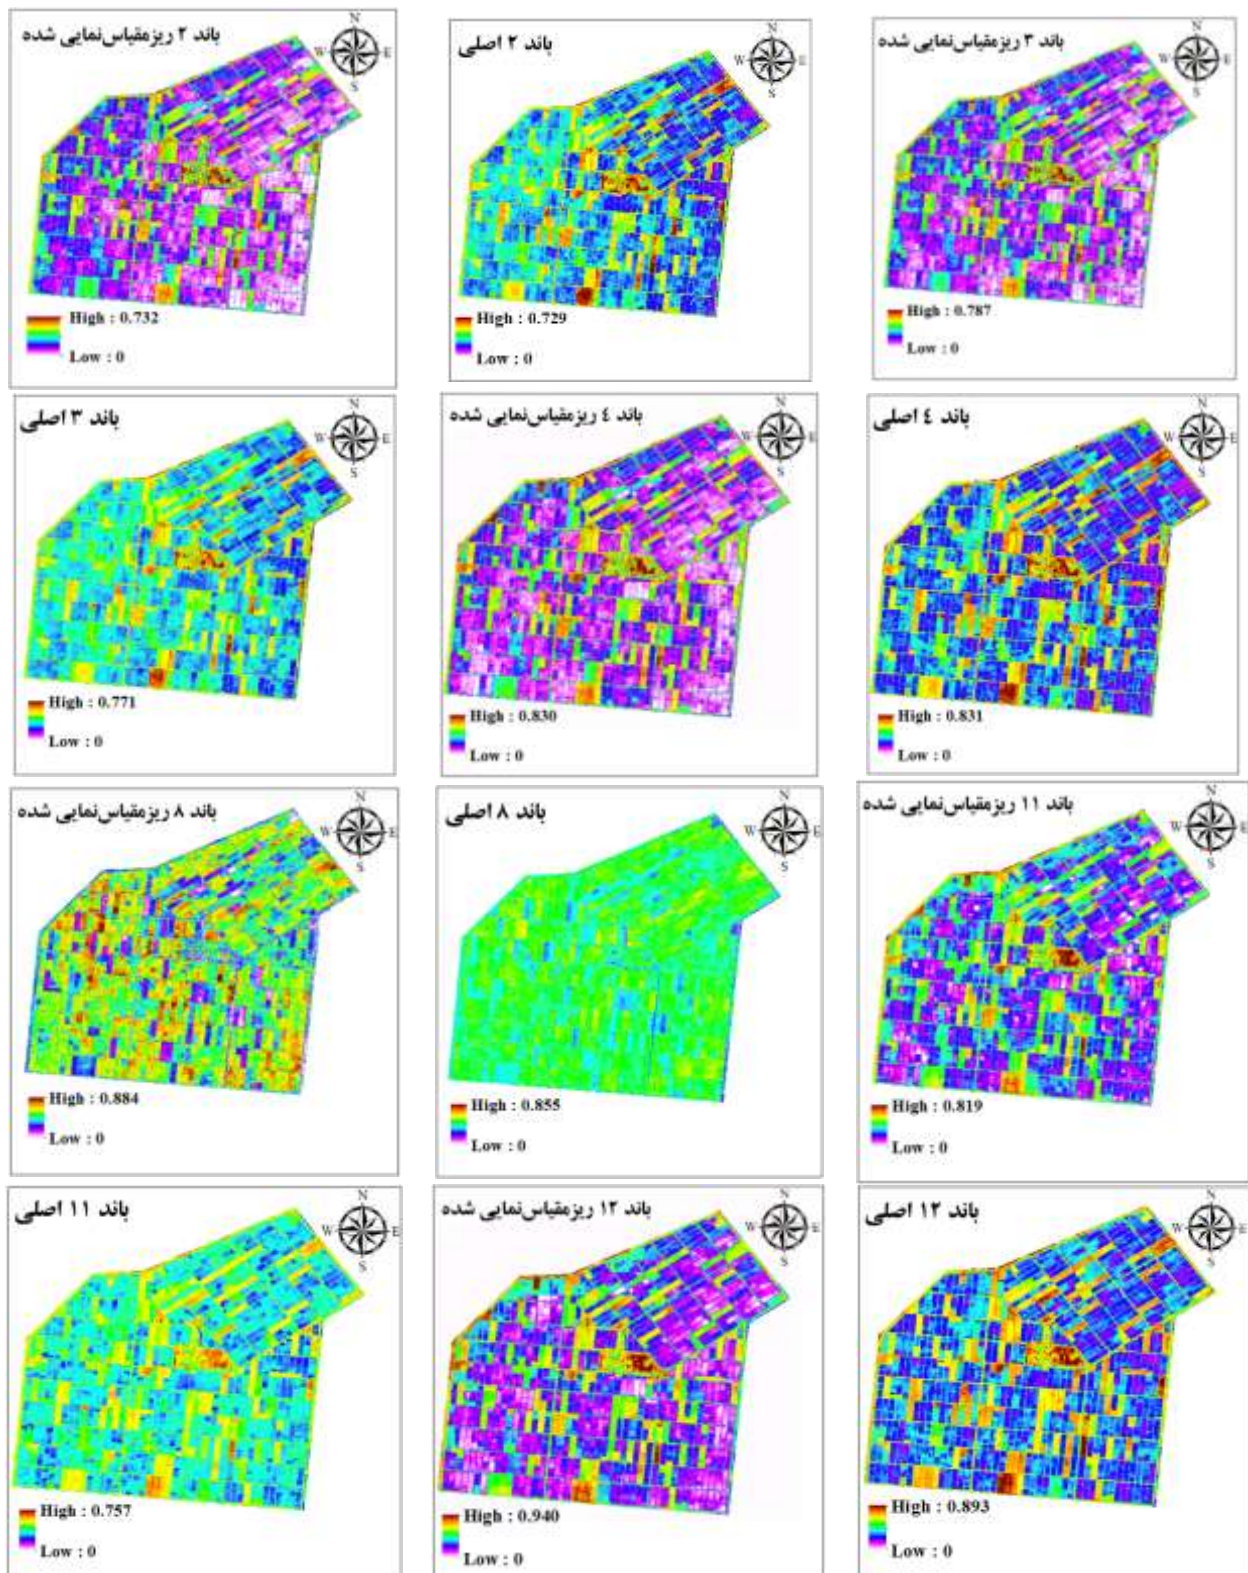 باند ۲ ریزمقیاس‌نمایی شده
N
W
E
S
High : 0.732
Low : 0
باند ۲ اصلی
N
W
E
S
High : 0.729
Low : 0
باند ۳ ریزمقیاس‌نمایی شده
N
W
E
S
High : 0.787
Low : 0
باند ۳ اصلی
N
W
E
S
High : 0.771
Low : 0
باند ٤ ریزمقیاس‌نمایی شده
N
W
E
S
High : 0.830
Low : 0
باند ٤ اصلی
N
W
E
S
High : 0.831
Low : 0
باند ۸ ریزمقیاس‌نمایی شده
N
W
E
S
High : 0.884
Low : 0
باند ۸ اصلی
N
W
E
S
High : 0.855
Low : 0
باند ۱۱ ریزمقیاس‌نمایی شده
N
W
E
S
High : 0.819
Low : 0
باند ۱۱ اصلی
N
W
E
S
High : 0.757
Low : 0
باند ۱۲ ریزمقیاس‌نمایی شده
N
W
E
S
High : 0.940
Low : 0
باند ۱۲ اصلی
N
W
E
S
High : 0.893
Low : 0